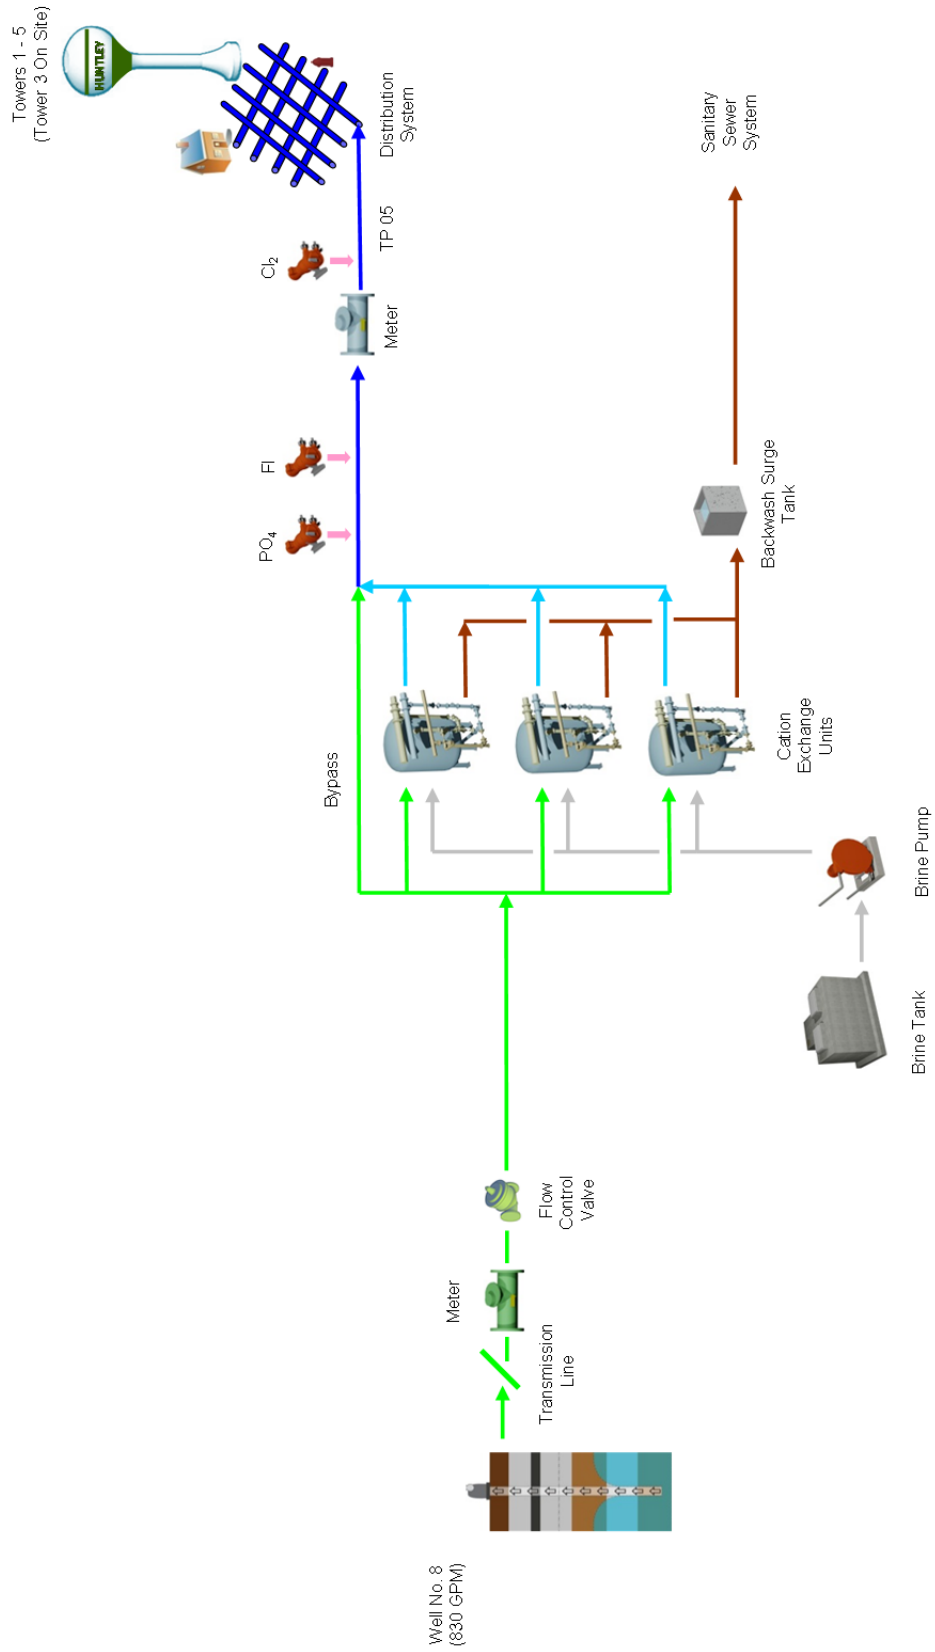 Well No. 8
(830 GPM)
Transmission
Line
Meter
Flow
Control
Valve
Brine Tank
Brine Pump
Bypass
Cation
Exchange
Units
PO₄
Fl
Backwash Surge
Tank
Meter
Cl₂
TP 05
Sanitary
Sewer
System
Distribution
System
Towers 1 - 5
(Tower 3 On Site)
HUNTLEY